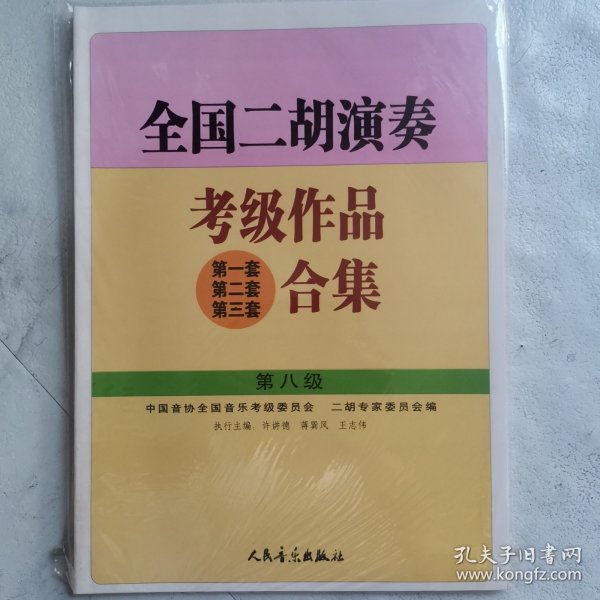 全国二胡演奏
考级作品
第一套
第二套
第三套
合集
第八级
中国音协全国音乐考级委员会 二胡专家委员会编
执行主编：许讲德 蒋巽风 王志伟
人民音乐出版社
孔夫子旧书网
www.kongfz.com